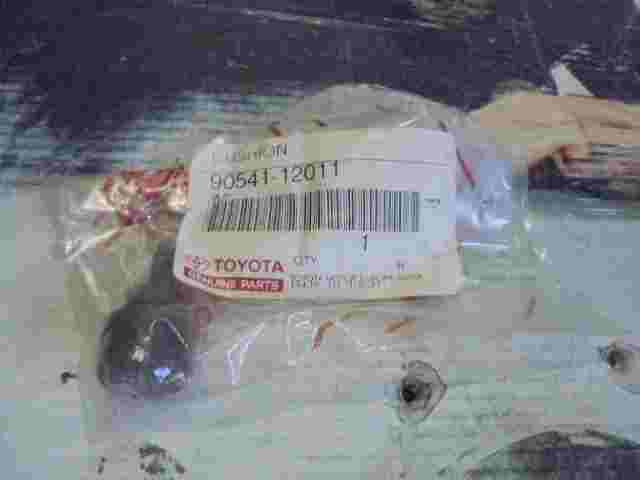 CUSHION
90541-12011
1
QTY
TOYOTA
GENUINE PARTS